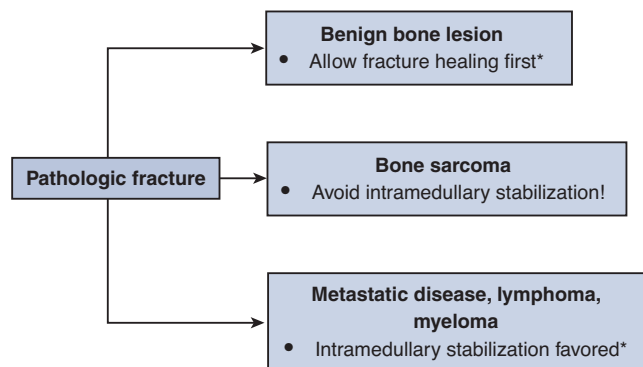 Benign bone lesion
• Allow fracture healing first*
Pathologic fracture
Bone sarcoma
• Avoid intramedullary stabilization!
Metastatic disease, lymphoma,
myeloma
• Intramedullary stabilization favored*